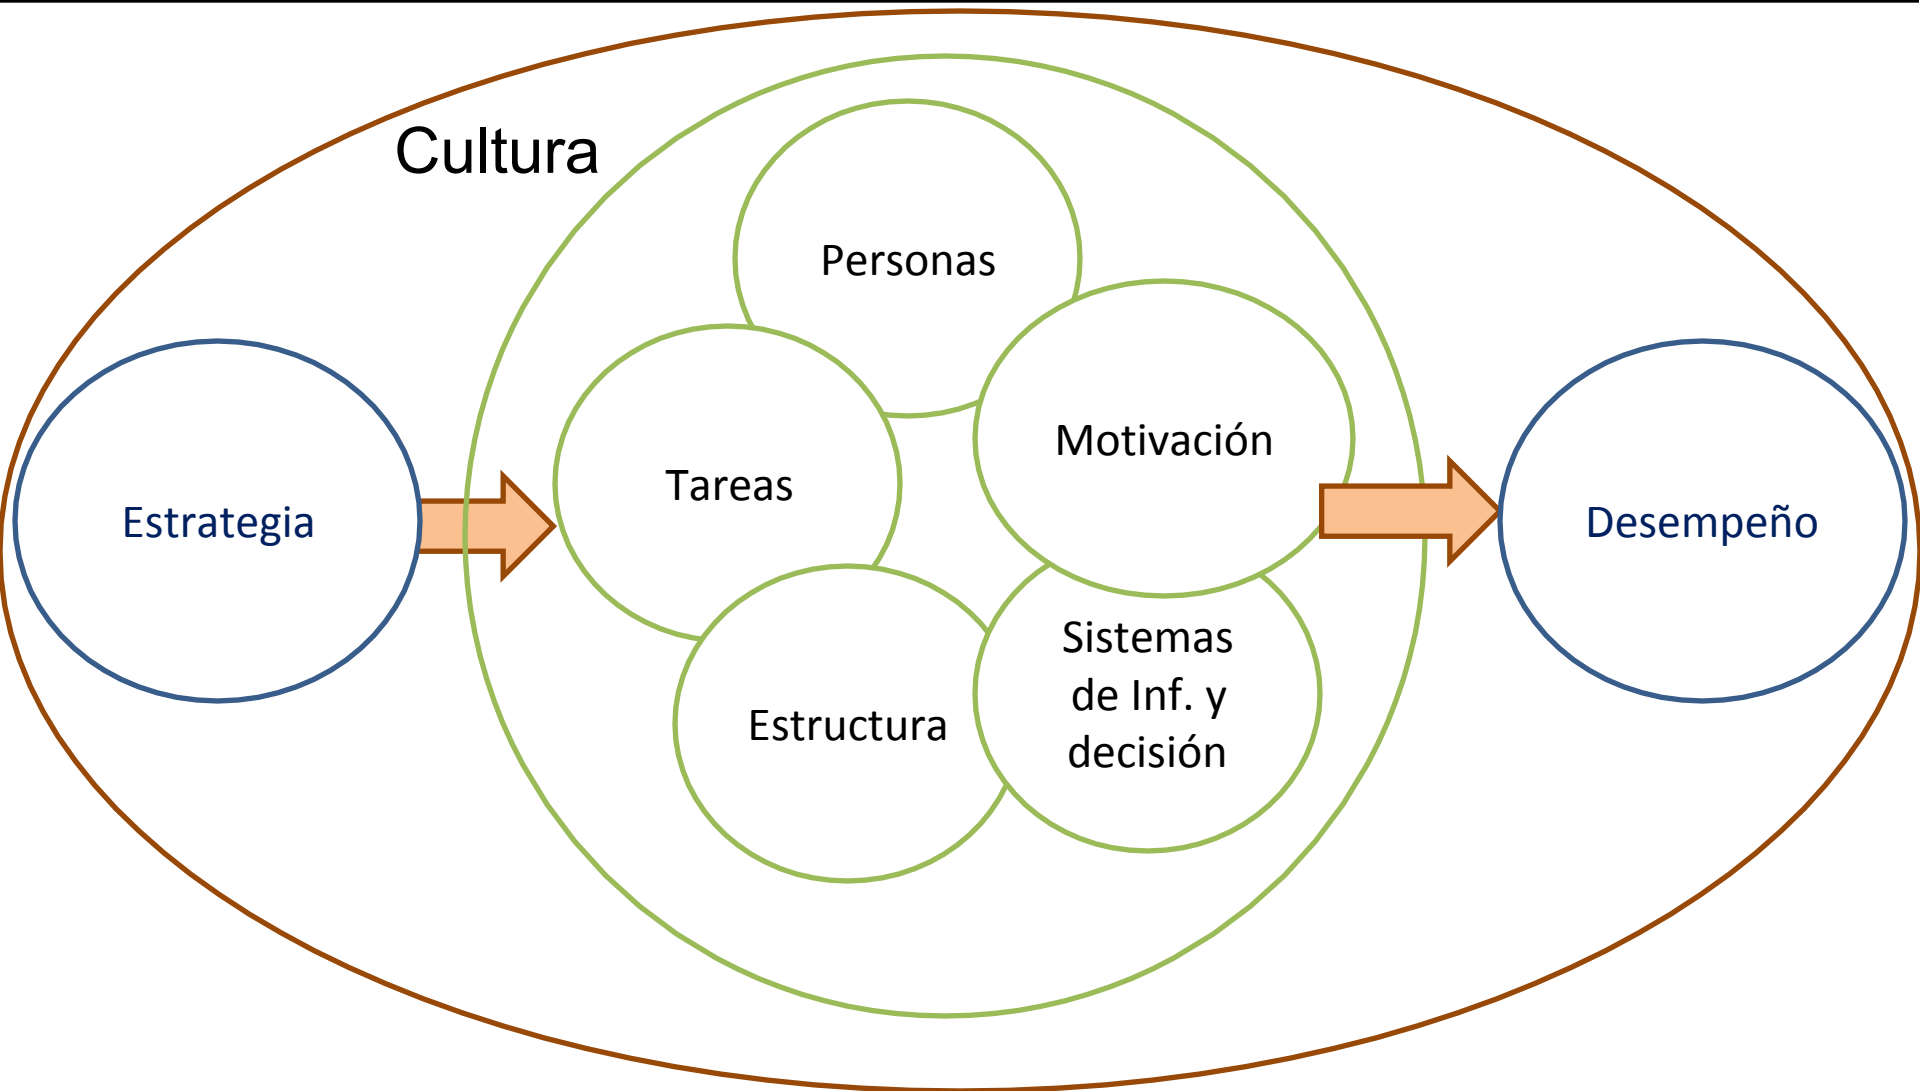 Cultura
Personas
Motivación
Tareas
Estrategia
Desempeño
Sistemas
de Inf. y
decisión
Estructura